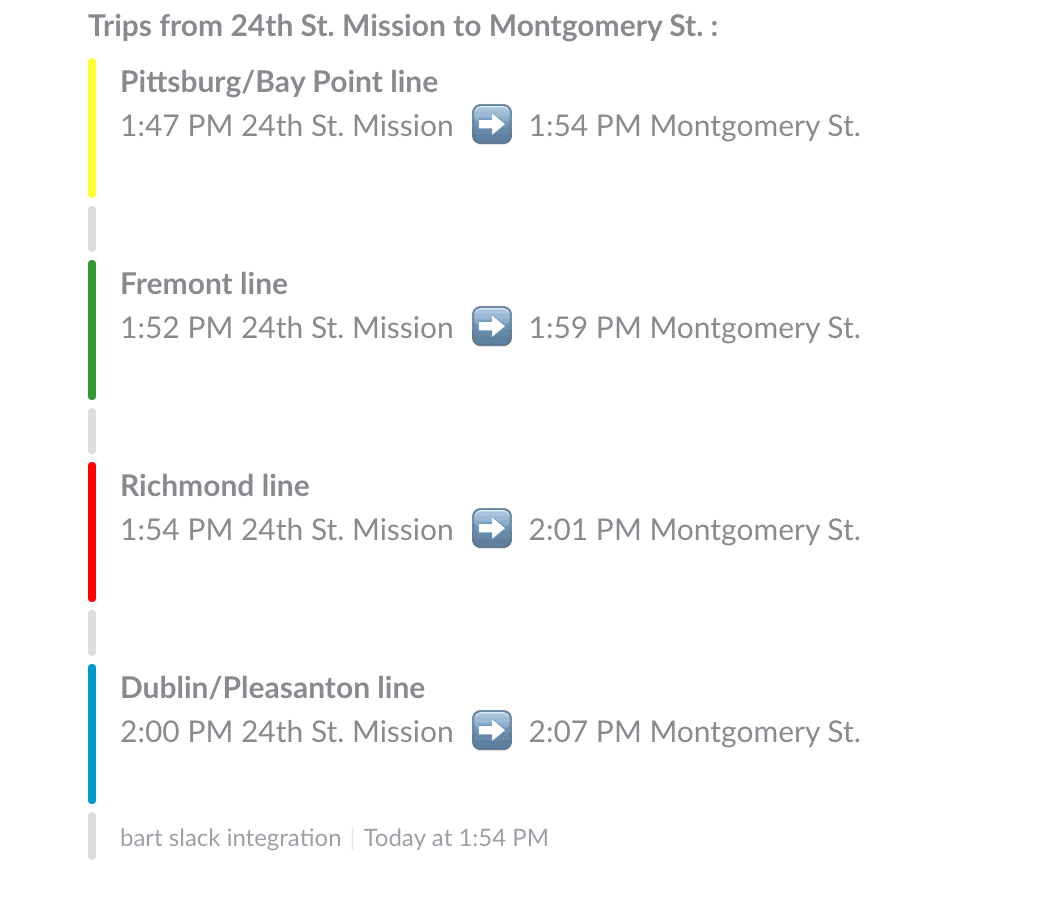 Trips from 24th St. Mission to Montgomery St. :
Pittsburg/Bay Point line
1:47 PM 24th St. Mission ➡ 1:54 PM Montgomery St.
Fremont line
1:52 PM 24th St. Mission ➡ 1:59 PM Montgomery St.
Richmond line
1:54 PM 24th St. Mission ➡ 2:01 PM Montgomery St.
Dublin/Pleasanton line
2:00 PM 24th St. Mission ➡ 2:07 PM Montgomery St.
bart slack integration | Today at 1:54 PM